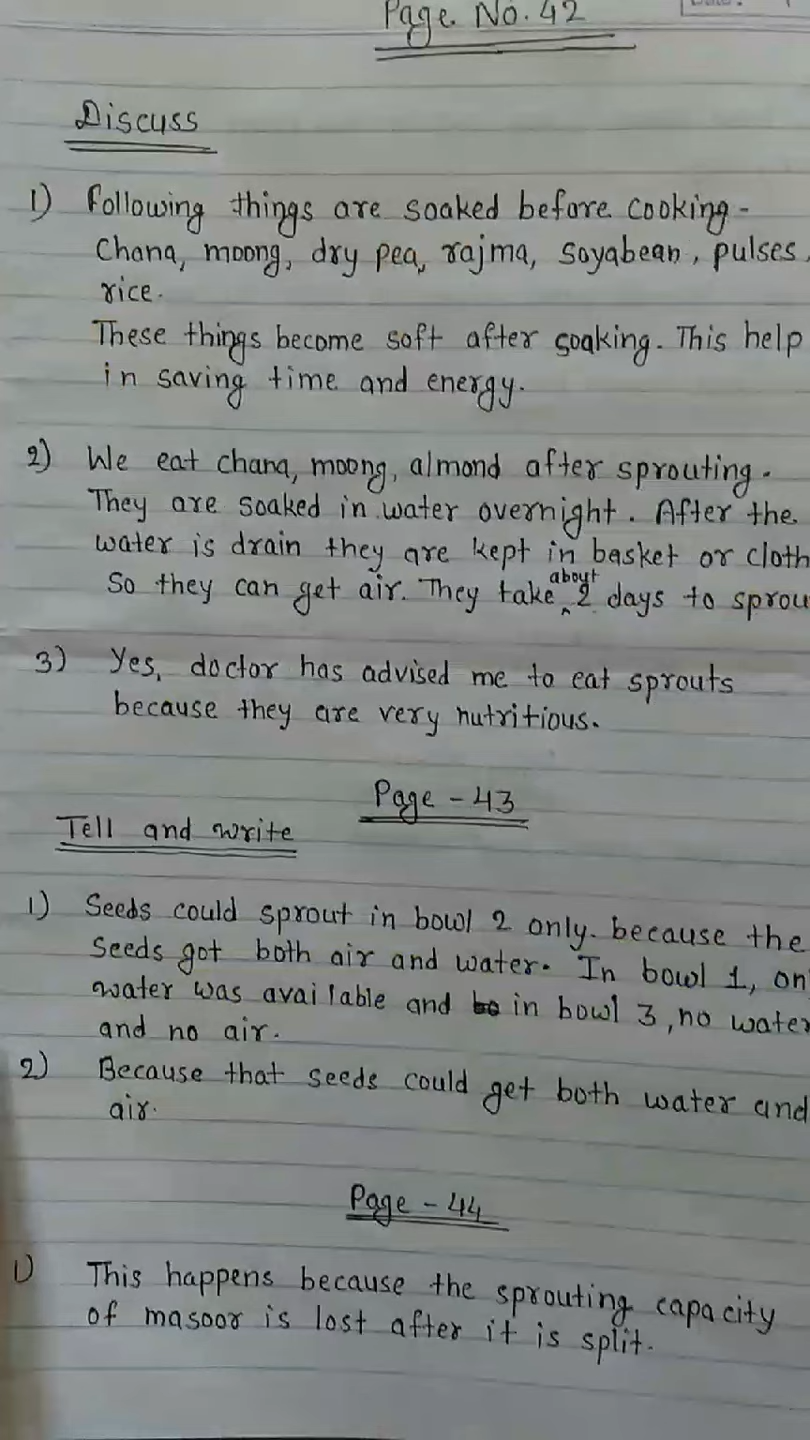 Page No. 42
Discuss
1) Following things are soaked before cooking -
Chana, moong, dry pea, rajma, soyabean, pulses,
rice.
These things become soft after soaking. This help
in saving time and energy.
2) We eat chana, moong, almond after sprouting.
They are soaked in water overnight. After the
water is drain they are kept in basket or cloth
So they can get air. They take about 2 days to sprou
3) Yes, doctor has advised me to eat sprouts
because they are very nutritious.
Page - 43
Tell and write
1) Seeds could sprout in bowl 2 only. because the
Seeds got both air and water. In bowl 1, on
water was available and in bowl 3, no water
and no air.
2) Because that seeds could get both water and
air.
Page - 44
1) This happens because the sprouting capacity
of masoor is lost after it is split.